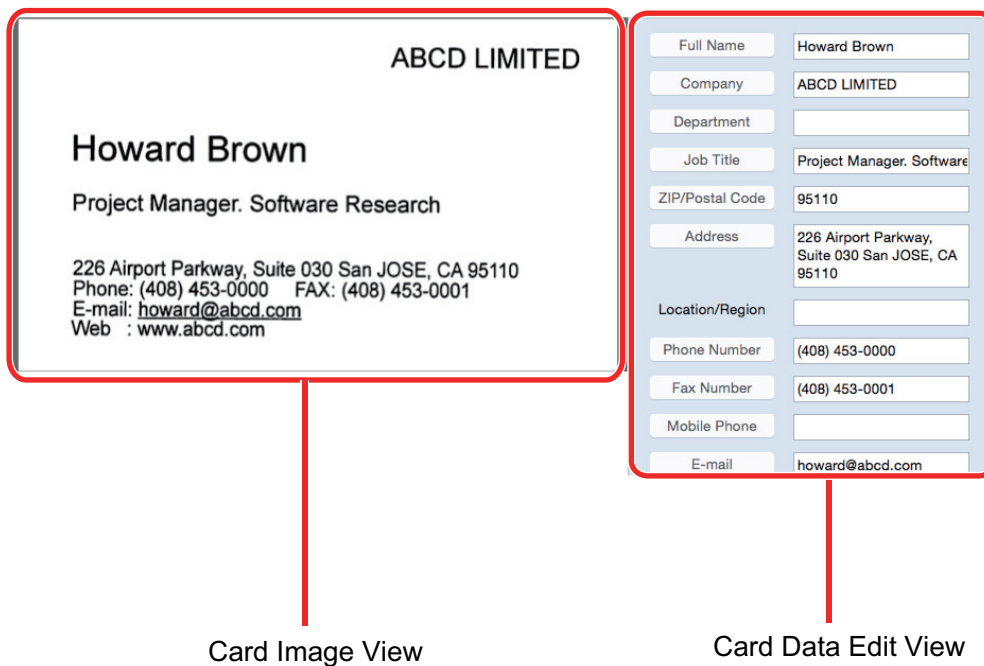 ABCD LIMITED
Howard Brown
Project Manager. Software Research
226 Airport Parkway, Suite 030 San JOSE, CA 95110
Phone: (408) 453-0000 FAX: (408) 453-0001
E-mail: howard@abcd.com
Web : www.abcd.com
Full Name Howard Brown
Company ABCD LIMITED
Department
Job Title Project Manager. Software
ZIP/Postal Code 95110
Address 226 Airport Parkway,
Suite 030 San JOSE, CA
95110
Location/Region
Phone Number (408) 453-0000
Fax Number (408) 453-0001
Mobile Phone
E-mail howard@abcd.com
Card Image View
Card Data Edit View